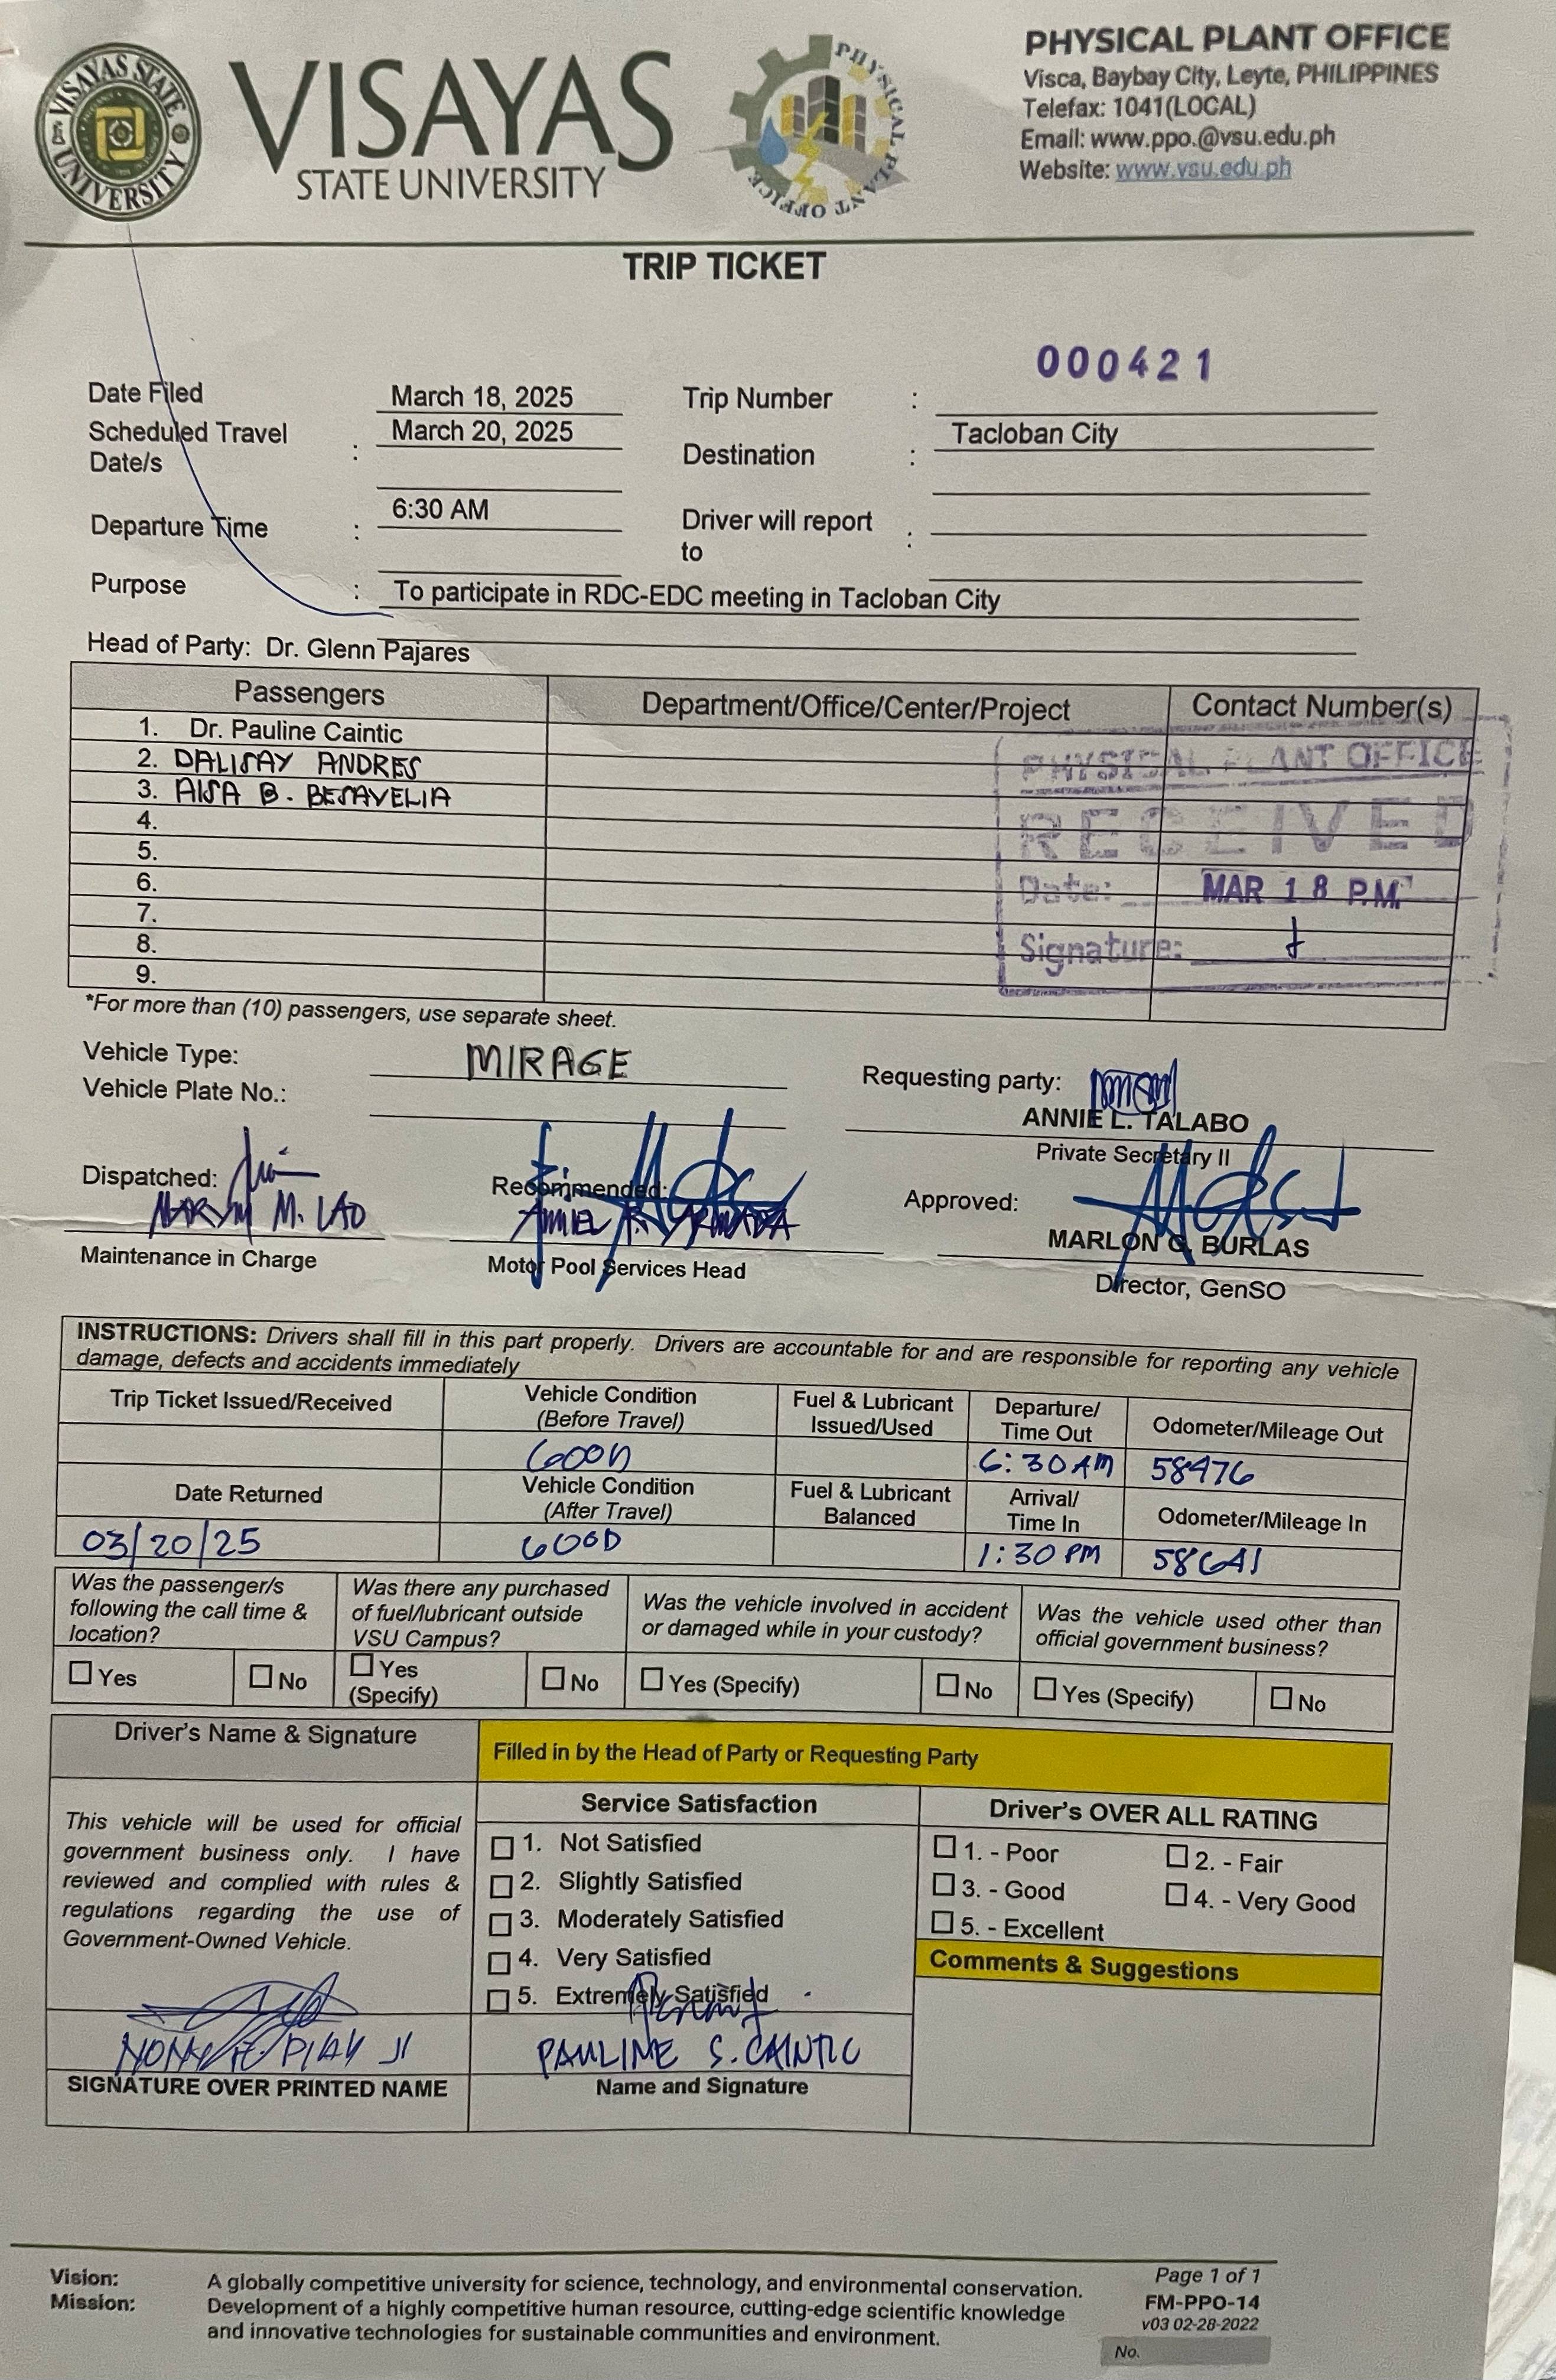 VISAYAS STATE UNIVERSITY
VISAYAS
STATE UNIVERSITY
PHYSICAL PLANT OFFICE
PHYSICAL PLANT OFFICE
Visca, Baybay City, Leyte, PHILIPPINES
Telefax: 1041(LOCAL)
Email: www.ppo.@vsu.edu.ph
Website: www.vsu.edu.ph
TRIP TICKET
000421
Date Filed March 18, 2025 Trip Number :
Scheduled Travel Date/s : March 20, 2025 Destination : Tacloban City
Departure Time : 6:30 AM Driver will report to :
Purpose : To participate in RDC-EDC meeting in Tacloban City
Head of Party: Dr. Glenn Pajares
Passengers Department/Office/Center/Project Contact Number(s)
1. Dr. Pauline Caintic
2. DALISAY ANDRES
3. AISA B. BESAVELIA
4.
5.
6.
7.
8.
9.
PHYSICAL PLANT OFFICE
RECEIVED
Date: MAR 18 P.M.
Signature:
*For more than (10) passengers, use separate sheet.
Vehicle Type: MIRAGE
Vehicle Plate No.:
Requesting party:
ANNIE L. TALABO
Private Secretary II
Dispatched:
M. LAO
Maintenance in Charge
Recommended:
Motor Pool Services Head
Approved:
MARLON G. BURLAS
Director, GenSO
INSTRUCTIONS: Drivers shall fill in this part properly. Drivers are accountable for and are responsible for reporting any vehicle
damage, defects and accidents immediately
Trip Ticket Issued/Received Vehicle Condition (Before Travel) Fuel & Lubricant Issued/Used Departure/ Time Out Odometer/Mileage Out
GOOD 6:30 AM 58476
Date Returned Vehicle Condition (After Travel) Fuel & Lubricant Balanced Arrival/ Time In Odometer/Mileage In
03/20/25 GOOD 1:30 PM
Was the passenger/s following the call time & location?
Was there any purchased of fuel/lubricant outside VSU Campus?
Was the vehicle involved in accident or damaged while in your custody?
Was the vehicle used other than official government business?
Yes No Yes (Specify) No Yes (Specify) No Yes (Specify) No
Driver's Name & Signature
Filled in by the Head of Party or Requesting Party
This vehicle will be used for official
government business only. I have
reviewed and complied with rules &
regulations regarding the use of
Government-Owned Vehicle.
Service Satisfaction
1. Not Satisfied
2. Slightly Satisfied
3. Moderately Satisfied
4. Very Satisfied
5. Extremely Satisfied
Driver's OVER ALL RATING
1. - Poor 2. - Fair
3. - Good 4. - Very Good
5. - Excellent
Comments & Suggestions
PAULINE S. CAINTIC
SIGNATURE OVER PRINTED NAME
Name and Signature
Vision: A globally competitive university for science, technology, and environmental conservation.
Mission: Development of a highly competitive human resource, cutting-edge scientific knowledge
and innovative technologies for sustainable communities and environment.
Page 1 of 1
FM-PPO-14
v03 02-28-2022
No.